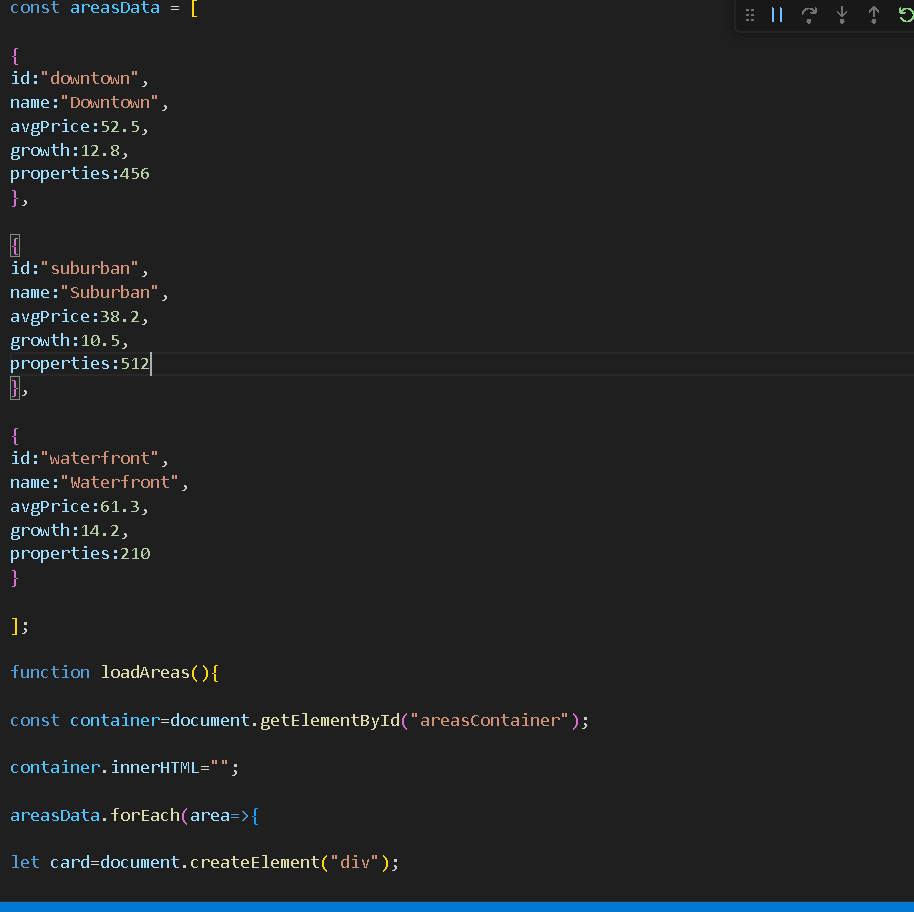 const areasData = [
{
id:"downtown",
name:"Downtown",
avgPrice:52.5,
growth:12.8,
properties:456
},
{
id:"suburban",
name:"Suburban",
avgPrice:38.2,
growth:10.5,
properties:512
},
{
id:"waterfront",
name:"Waterfront",
avgPrice:61.3,
growth:14.2,
properties:210
}
];
function loadAreas(){
const container=document.getElementById("areasContainer");
container.innerHTML="";
areasData.forEach(area=>{
let card=document.createElement("div");